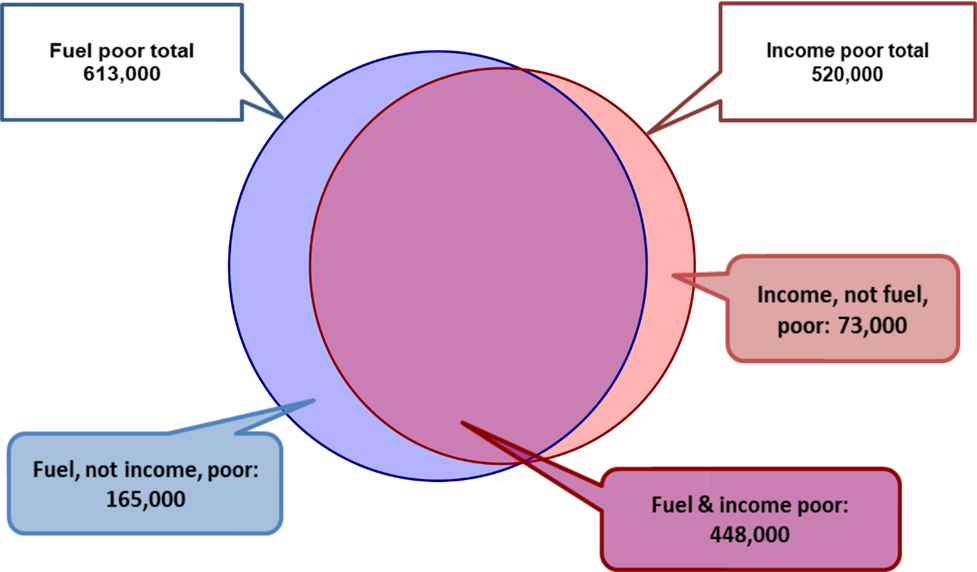 Fuel poor total
613,000
Income poor total
520,000
Income, not fuel,
poor: 73,000
Fuel, not income, poor:
165,000
Fuel & income poor:
448,000